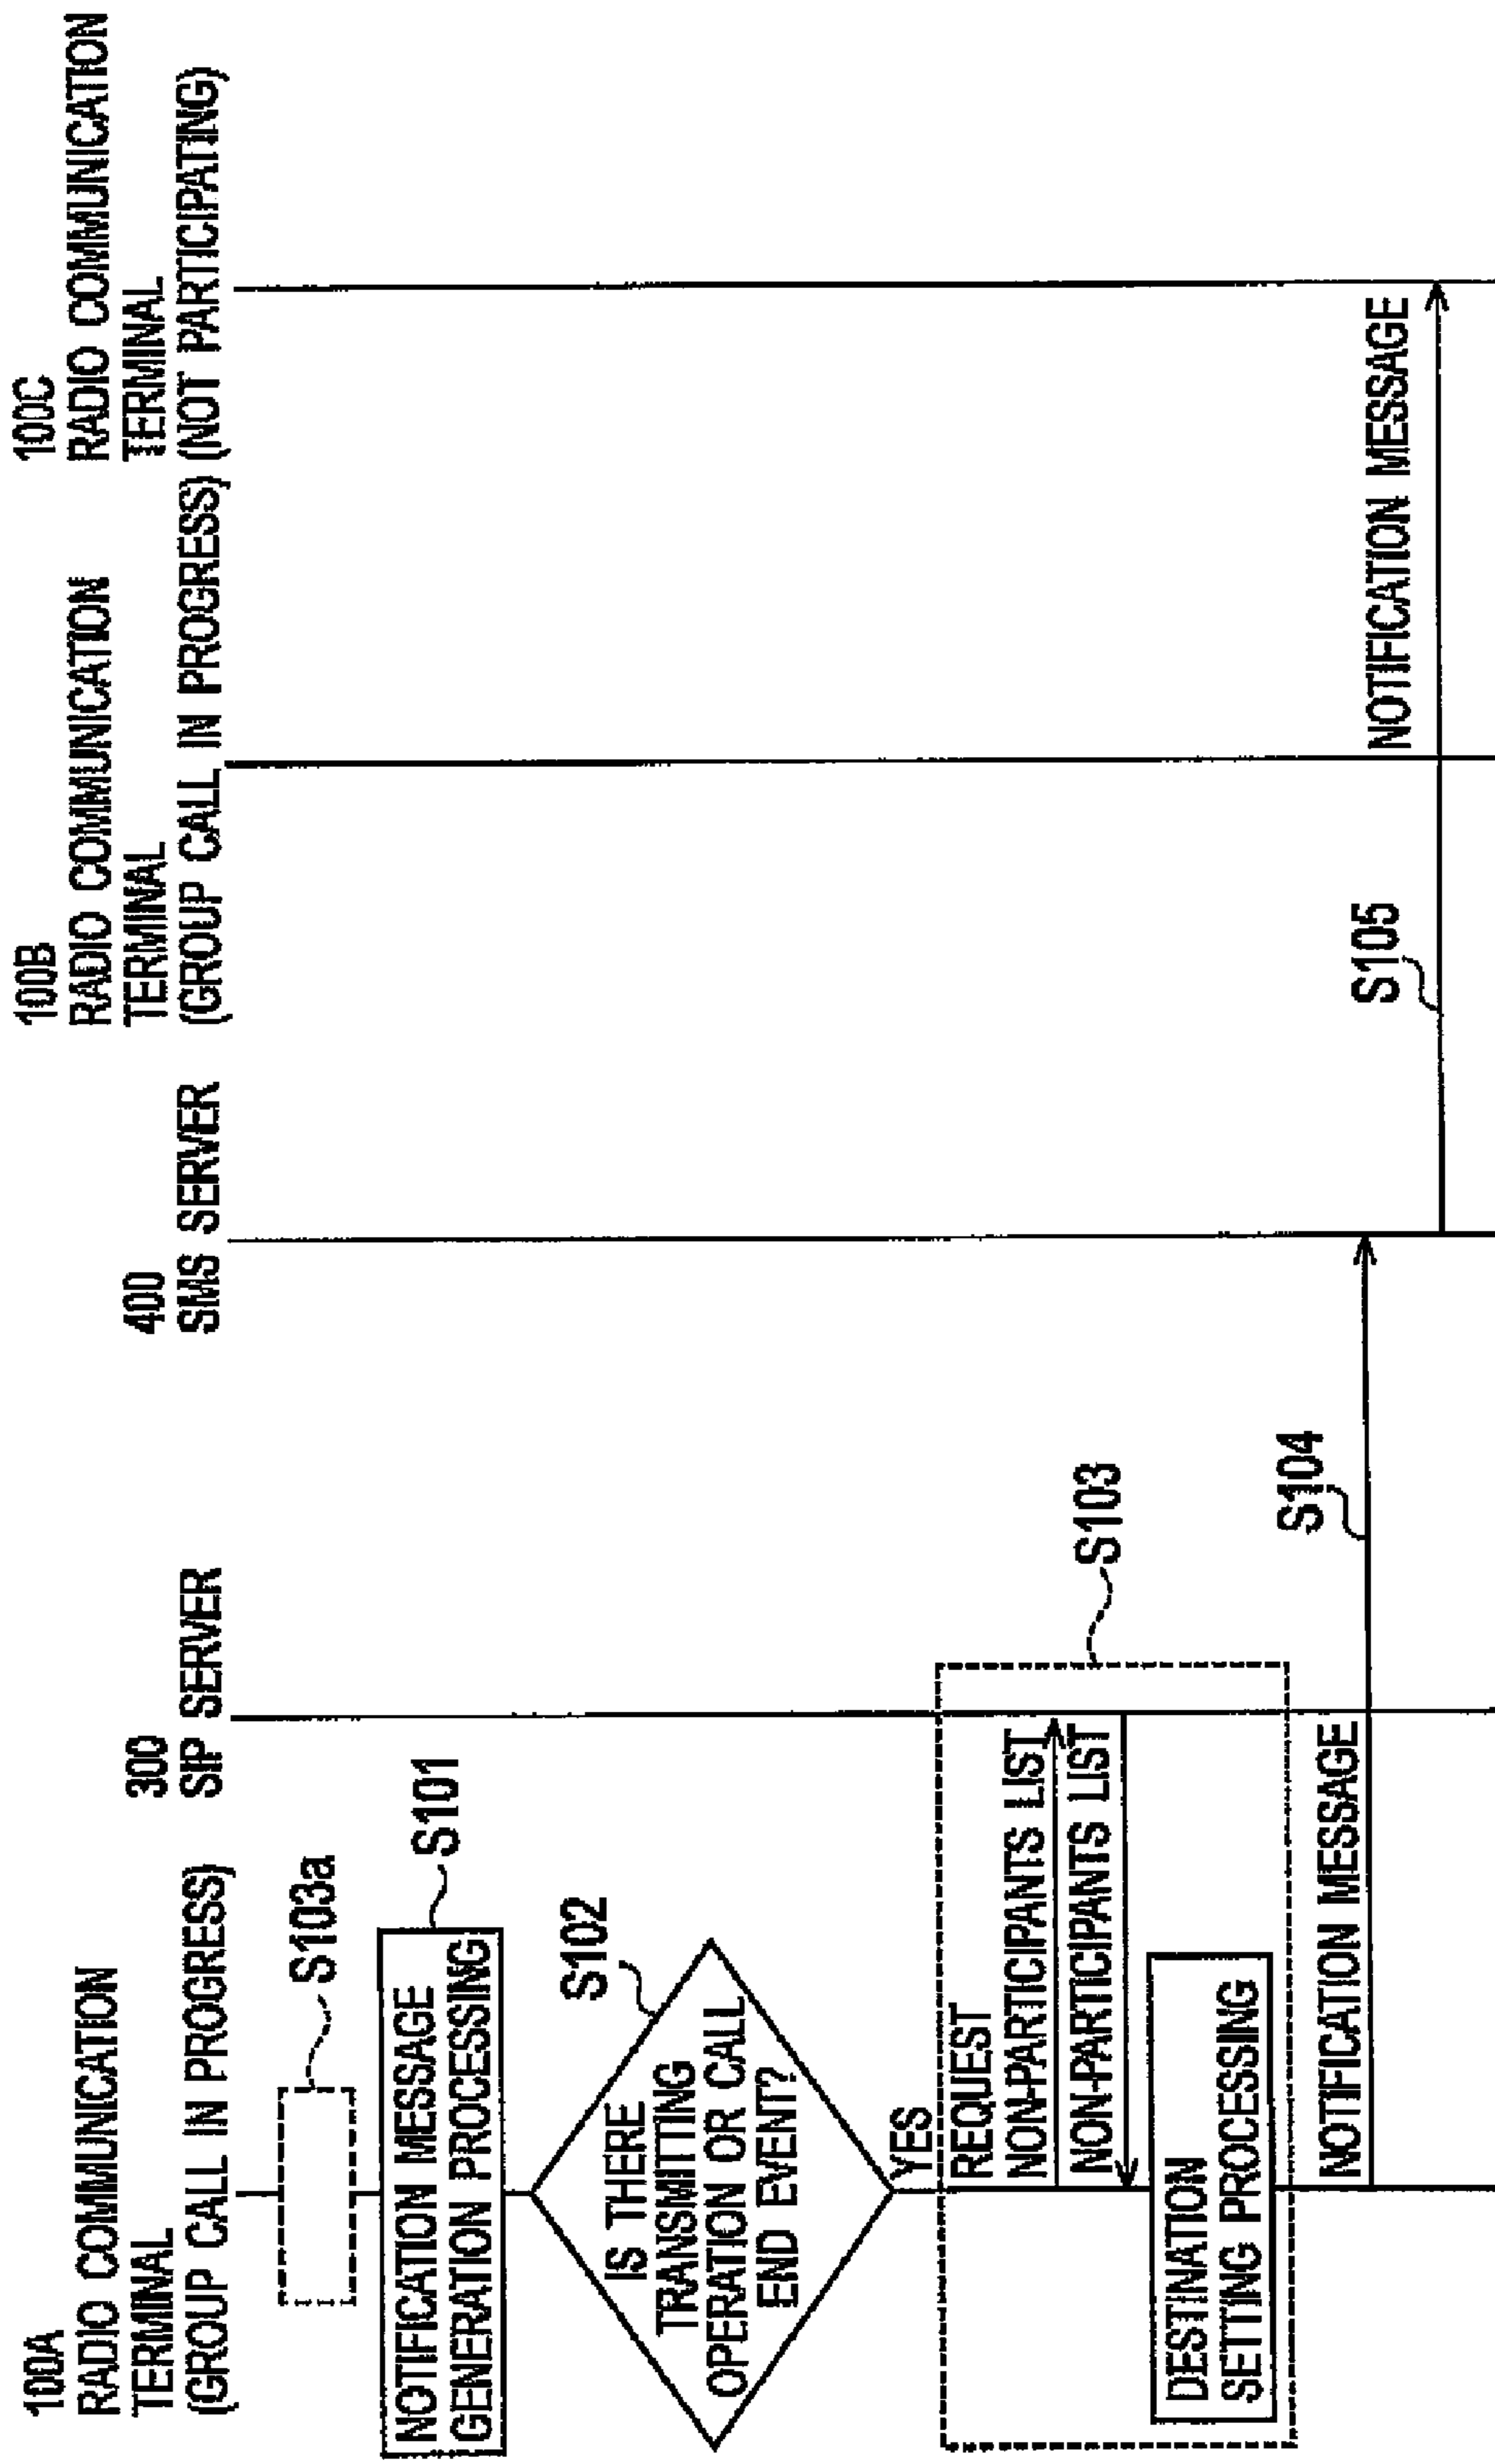 100A
RADIO COMMUNICATION
TERMINAL
(GROUP CALL IN PROGRESS)
300
SIP SERVER
400
SMS SERVER
100B
RADIO COMMUNICATION
TERMINAL
(GROUP CALL IN PROGRESS)
100C
RADIO COMMUNICATION
TERMINAL
(NOT PARTICIPATING)
S103a
NOTIFICATION MESSAGE
GENERATION PROCESSING
S101
IS THERE
TRANSMITTING
OPERATION OR CALL
END EVENT?
S102
YES
REQUEST
NON-PARTICIPANTS LIST
NON-PARTICIPANTS LIST
S103
DESTINATION
SETTING PROCESSING
NOTIFICATION MESSAGE
S104
S105
NOTIFICATION MESSAGE